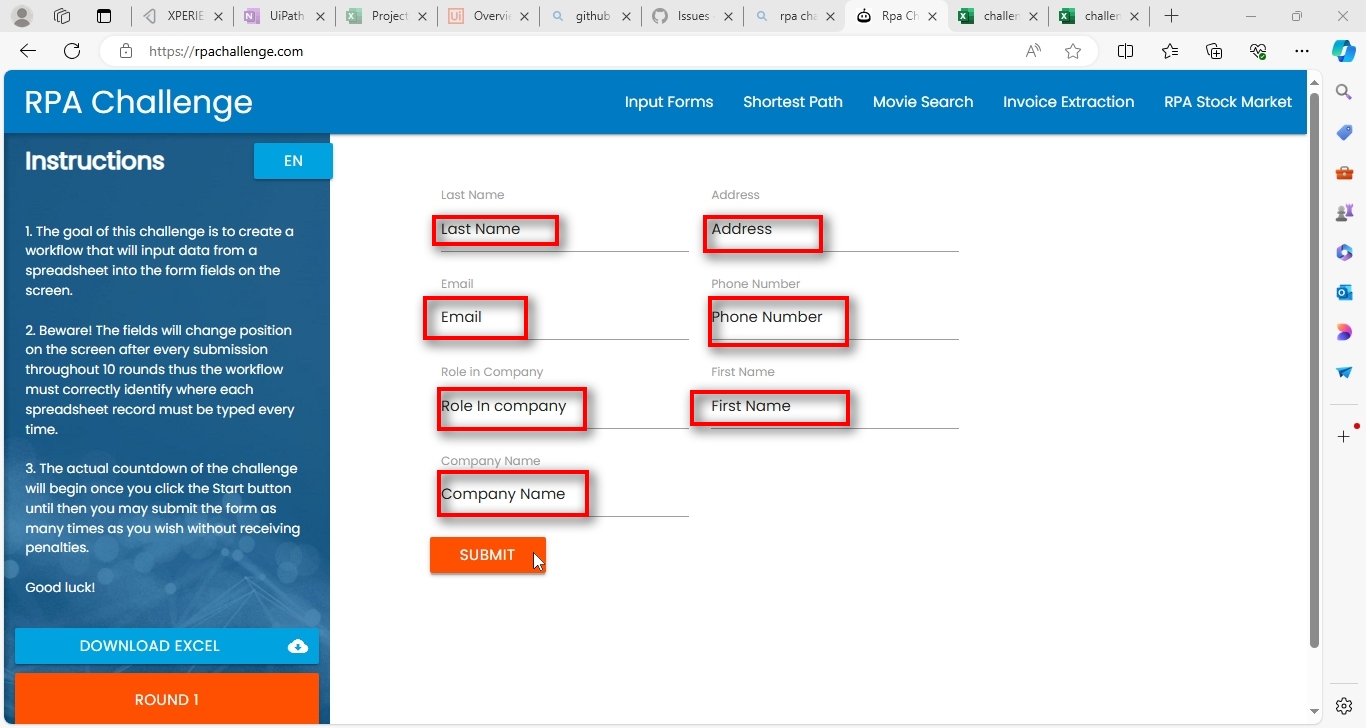 XPERIE
UiPath
Project
Overvi
github
Issues
rpa cha
Rpa Ch
challen
challen
https://rpachallenge.com
RPA Challenge
Input Forms
Shortest Path
Movie Search
Invoice Extraction
RPA Stock Market
Instructions
EN
1. The goal of this challenge is to create a
workflow that will input data from a
spreadsheet into the form fields on the
screen.
2. Beware! The fields will change position
on the screen after every submission
throughout 10 rounds thus the workflow
must correctly identify where each
spreadsheet record must be typed every
time.
3. The actual countdown of the challenge
will begin once you click the Start button
until then you may submit the form as
many times as you wish without receiving
penalties.
Good luck!
DOWNLOAD EXCEL
ROUND 1
Last Name
Last Name
Address
Address
Email
Email
Phone Number
Phone Number
Role in Company
Role In company
First Name
First Name
Company Name
Company Name
SUBMIT